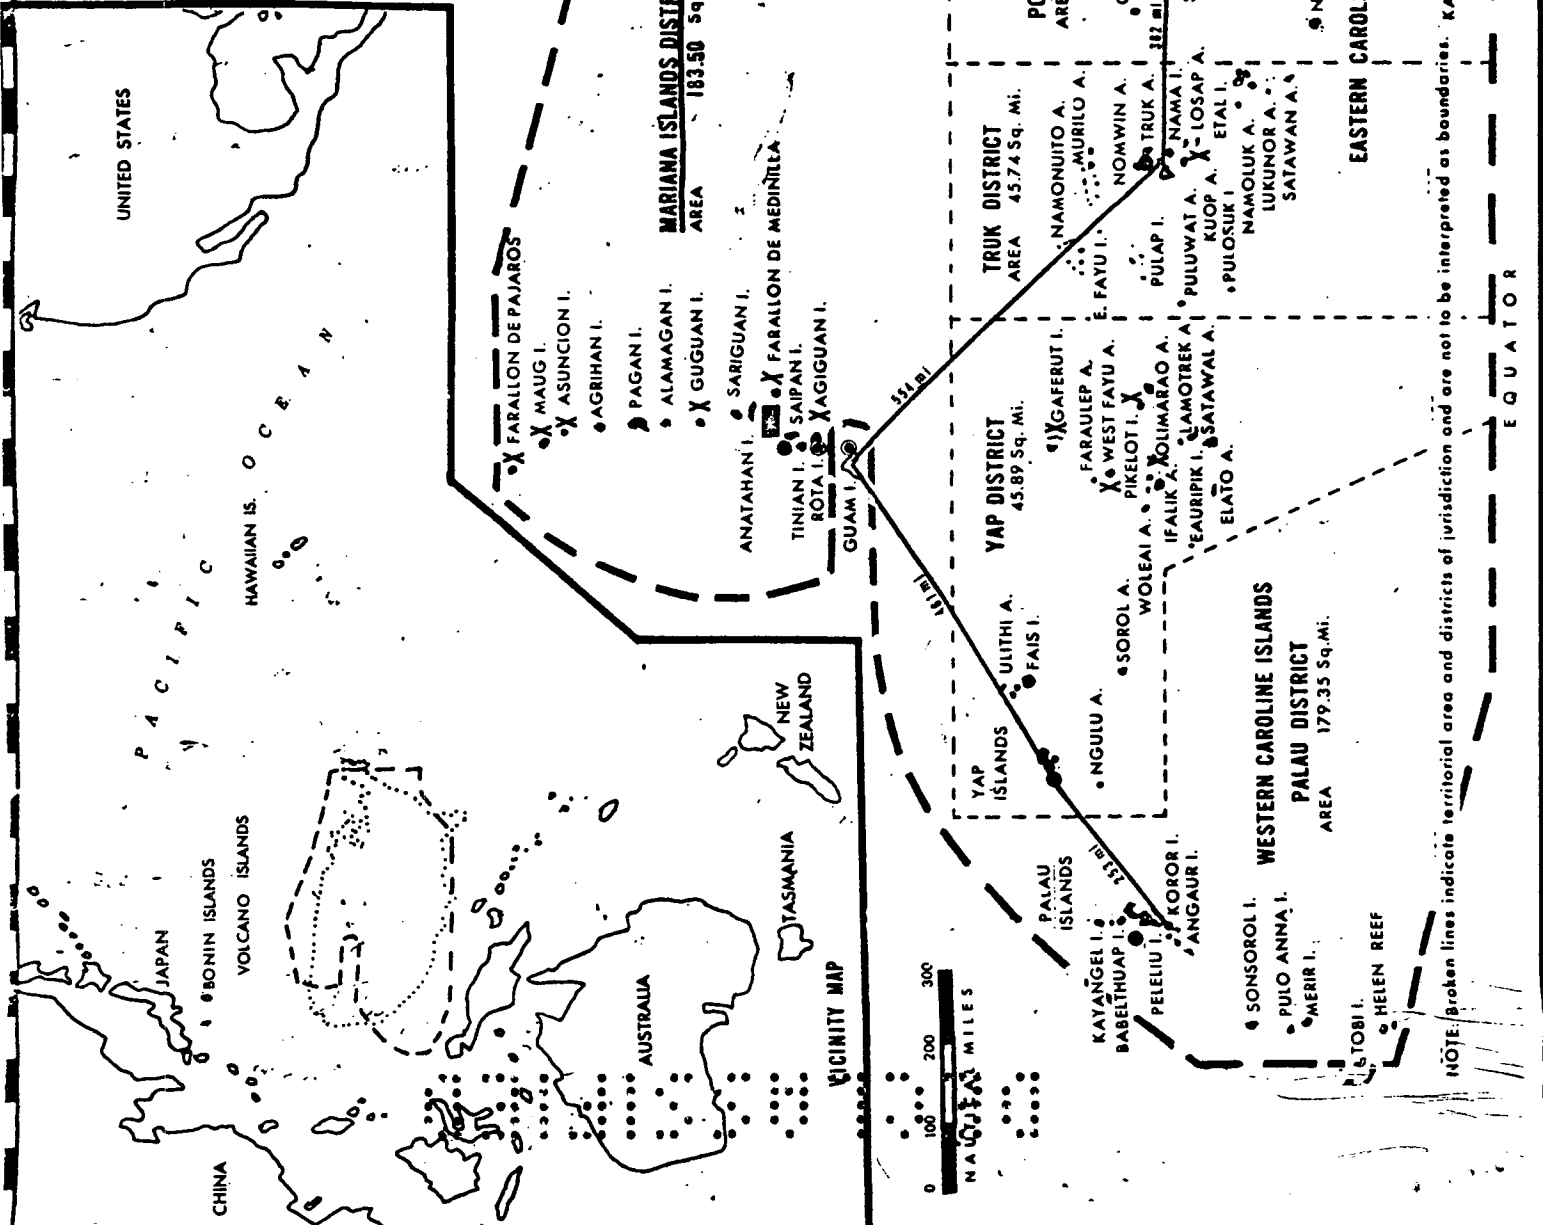 UNITED STATES
PACIFIC OCEAN
HAWAIIAN IS.
JAPAN
BONIN ISLANDS
VOLCANO ISLANDS
CHINA
AUSTRALIA
TASMANIA
NEW
ZEALAND
VICINITY MAP
MARIANA ISLANDS
AREA 183.50 Sq
FARALLON DE PAJAROS
X MAUG I.
X ASUNCION I.
AGRIHAN I.
PAGAN I.
ALAMAGAN I.
X GUGUAN I.
SARIGUAN I.
ANATAHAN I.
X FARALLON DE MEDINILLA
SAIPAN I.
TINIAN I.
X AGIGUAN I.
ROTA I.
GUAM I.
554 mi
461 mi
253 mi
382 mi
TRUK DISTRICT
AREA 45.74 Sq. Mi.
NAMONUITO A.
MURILO A.
NOMWIN A.
E. FAYU I.
TRUK A.
PULAP I.
NAMA I.
PULUWAT A.
X - LOSAP A.
KUOP A.
ETAL I.
PULOSUK I
NAMOLUK A.
LUKUNOR A.
SATAWAN A.
EASTERN
YAP DISTRICT
45.89 Sq. Mi.
X GAFERUT I.
FARAULEP A.
X WEST FAYU A.
PIKELOT I. X
X OLIMARAO A.
LAMOTREK A
SATAWAL A.
WOLEAI A.
IFALIK A.
EAURIPIK I.
ELATO A.
ULITHI A.
FAIS I.
SOROL A.
YAP
ISLANDS
NGULU A.
WESTERN CAROLINE ISLANDS
PALAU DISTRICT
AREA 179.35 Sq.Mi.
PALAU
ISLANDS
KAYANGEL I.
BABELTHUAP I.
KOROR I.
PELELIU I.
ANGAUR I.
SONSOROL I.
PULO ANNA I.
MERIR I.
TOBI I.
HELEN REEF
0 100 200 300
NAUTICAL MILES
NOTE: Broken lines indicate territorial area and districts of jurisdiction and are not to be interpreted as boundaries.
EQUATOR